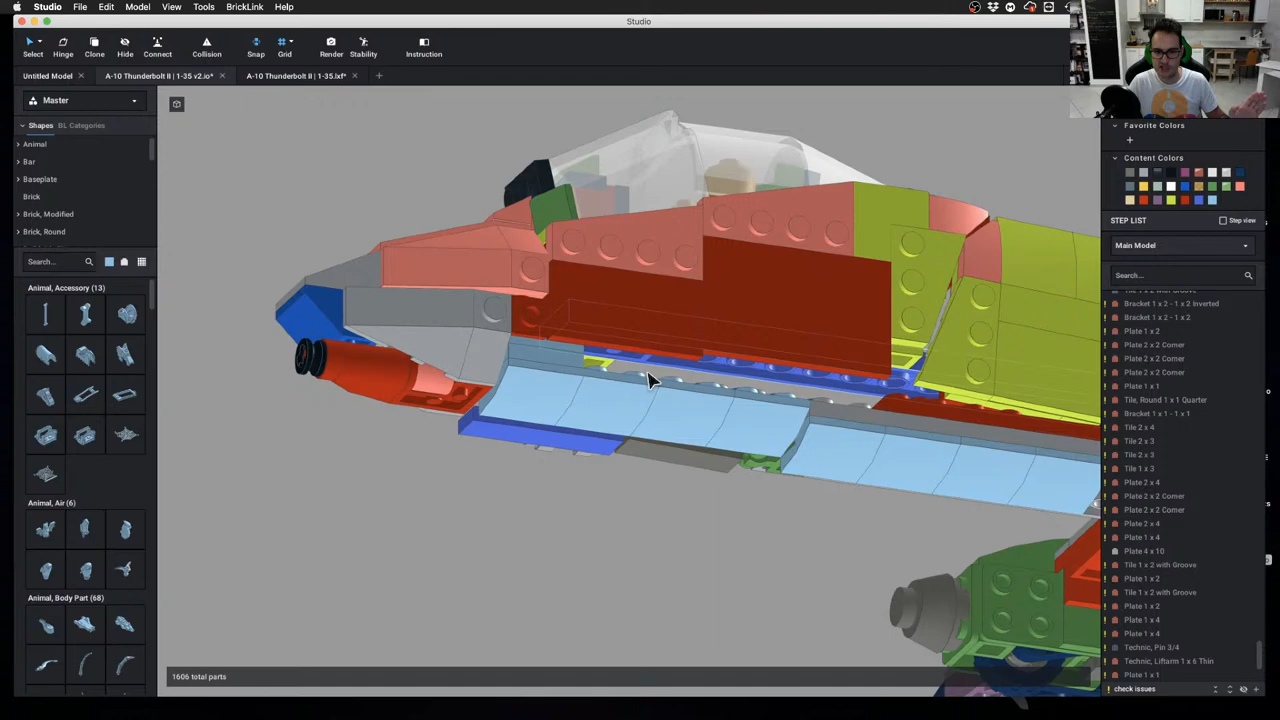 Studio File Edit Model View Tools BrickLink Help
Studio
Select Hinge Clone Hide Connect Collision Snap Grid Render Stability Instruction
Untitled Model A-10 Thunderbolt II | 1-35 v2.io* A-10 Thunderbolt II | 1-35.lxf*
Master
Shapes BL Categories
Animal
Bar
Baseplate
Brick
Brick, Modified
Brick, Round
Search...
Animal, Accessory (13)
Animal, Air (6)
Animal, Body Part (68)
1606 total parts
Favorite Colors
Content Colors
STEP LIST Step view
Main Model
Search...
Tile 1 x 2 with Groove
Bracket 1 x 2 - 1 x 2 Inverted
Bracket 1 x 2 - 1 x 2
Plate 1 x 2
Plate 2 x 2 Corner
Plate 2 x 2 Corner
Plate 2 x 2 Corner
Plate 1 x 1
Tile, Round 1 x 1 Quarter
Bracket 1 x 1 - 1 x 1
Tile 2 x 4
Tile 2 x 3
Tile 2 x 3
Tile 1 x 3
Plate 2 x 4
Plate 2 x 2 Corner
Plate 2 x 2 Corner
Plate 2 x 4
Plate 1 x 4
Plate 4 x 10
Tile 1 x 2 with Groove
Plate 1 x 2
Tile 1 x 2 with Groove
Plate 1 x 2
Plate 1 x 4
Plate 1 x 4
Technic, Pin 3/4
Technic, Liftarm 1 x 6 Thin
Plate 1 x 1
check issues